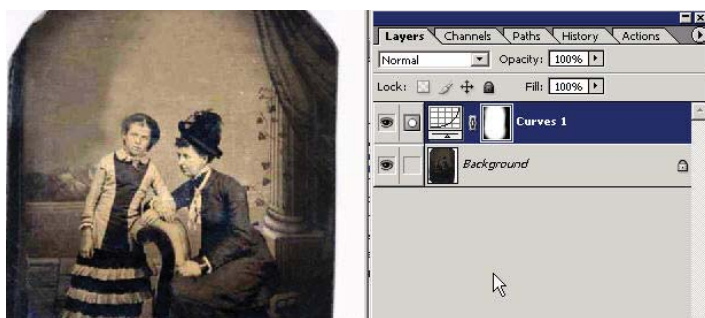 Layers Channels Paths History Actions
Normal Opacity: 100%
Lock: Fill: 100%
Curves 1
Background